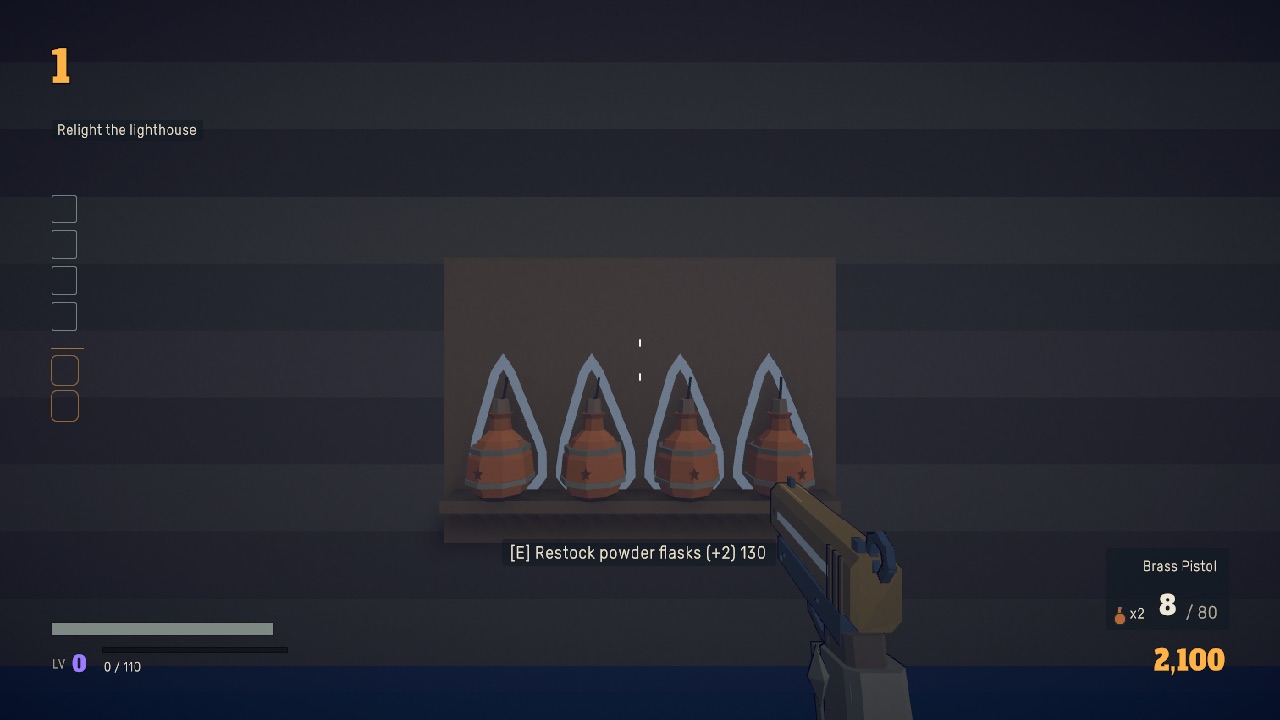 1
Relight the lighthouse
[E] Restock powder flasks (+2) 130
Brass Pistol
x2 8 / 80
LV 0 0 / 110
2,100